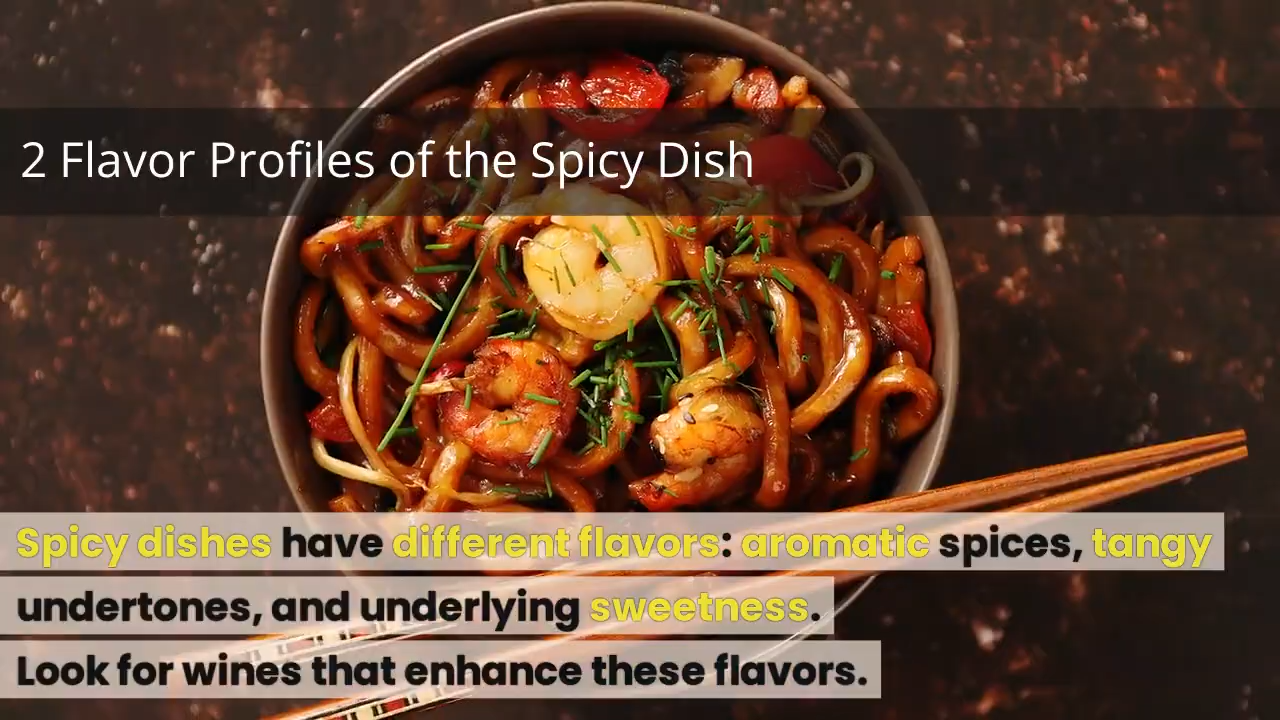 2 Flavor Profiles of the Spicy Dish
Spicy dishes have different flavors: aromatic spices, tangy
undertones, and underlying sweetness.
Look for wines that enhance these flavors.